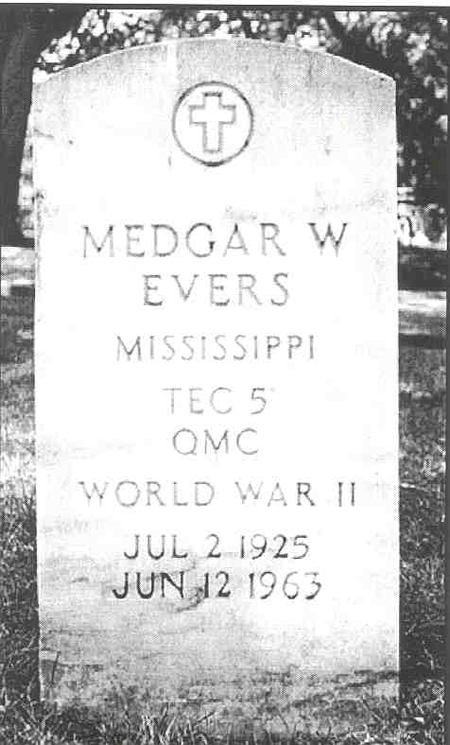 MEDGAR W
EVERS
MISSISSIPPI
TEC 5
QMC
WORLD WAR II
JUL 2 1925
JUN 12 1963